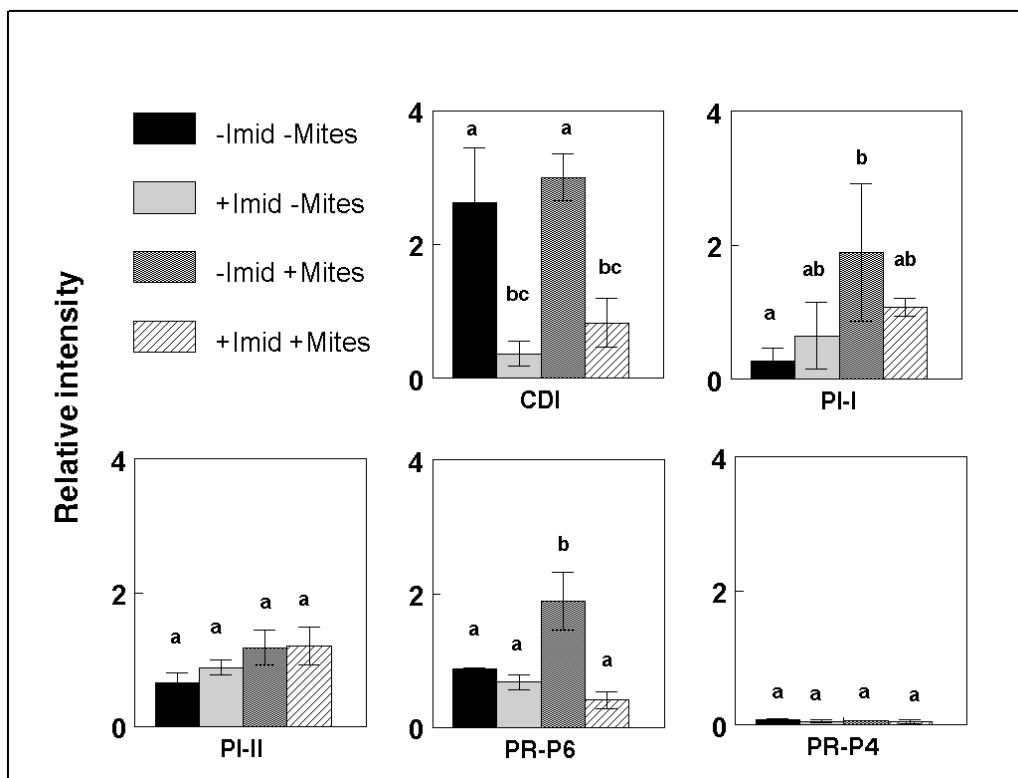 -Imid -Mites
+Imid -Mites
-Imid +Mites
+Imid +Mites
Relative intensity
4
2
0
a
bc
a
bc
CDI
4
2
0
a
ab
b
ab
PI-I
4
2
0
a
a
a
a
PI-II
4
2
0
a
a
b
a
PR-P6
4
2
0
a
a
a
a
PR-P4